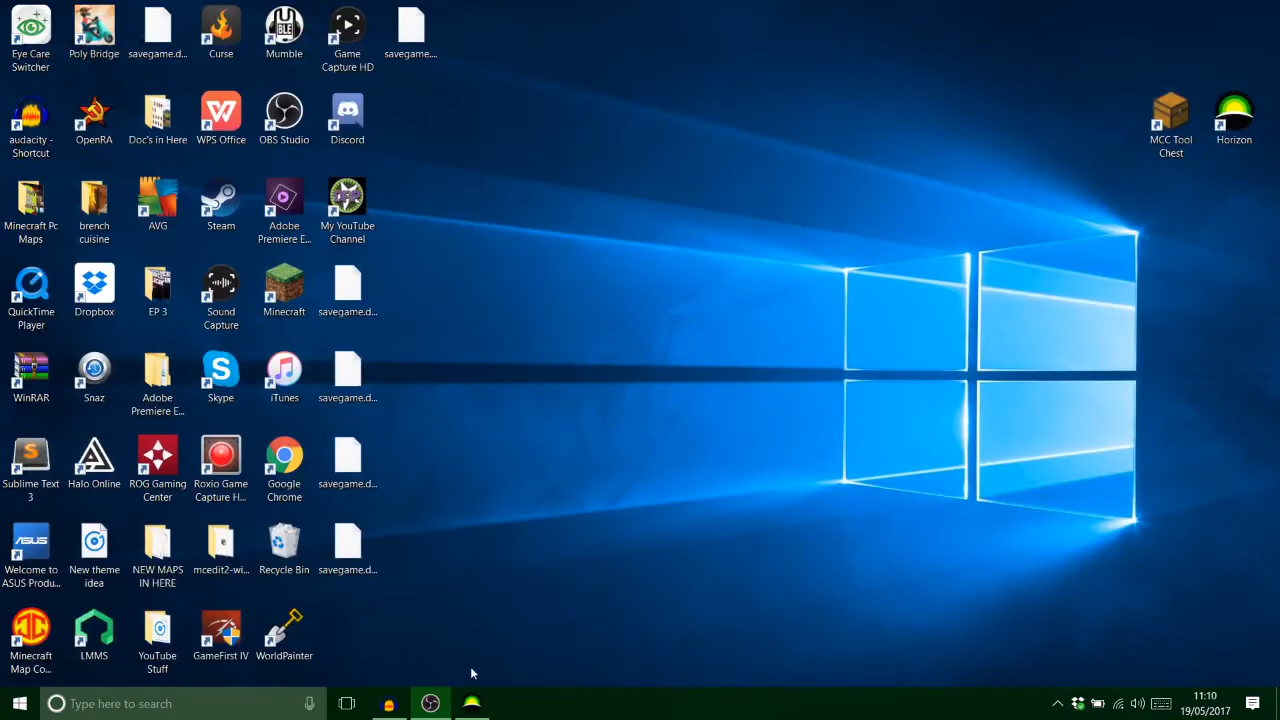 Eye Care
Switcher
Poly Bridge
savegame.d...
Curse
Mumble
Game
Capture HD
savegame....
audacity -
Shortcut
OpenRA
Doc's in Here
WPS Office
OBS Studio
Discord
MCC Tool
Chest
Horizon
Minecraft Pc
Maps
brench
cuisine
AVG
Steam
Adobe
Premiere E...
My YouTube
Channel
QuickTime
Player
Dropbox
EP 3
Sound
Capture
Minecraft
savegame.d...
WinRAR
Snaz
Adobe
Premiere E...
Skype
iTunes
savegame.d...
Sublime Text
3
Halo Online
ROG Gaming
Center
Roxio Game
Capture H...
Google
Chrome
savegame.d...
Welcome to
ASUS Produ...
New theme
idea
NEW MAPS
IN HERE
mcedit2-wi...
Recycle Bin
savegame.d...
Minecraft
Map Co...
LMMS
YouTube
Stuff
GameFirst IV
WorldPainter
Type here to search
11:10
19/05/2017